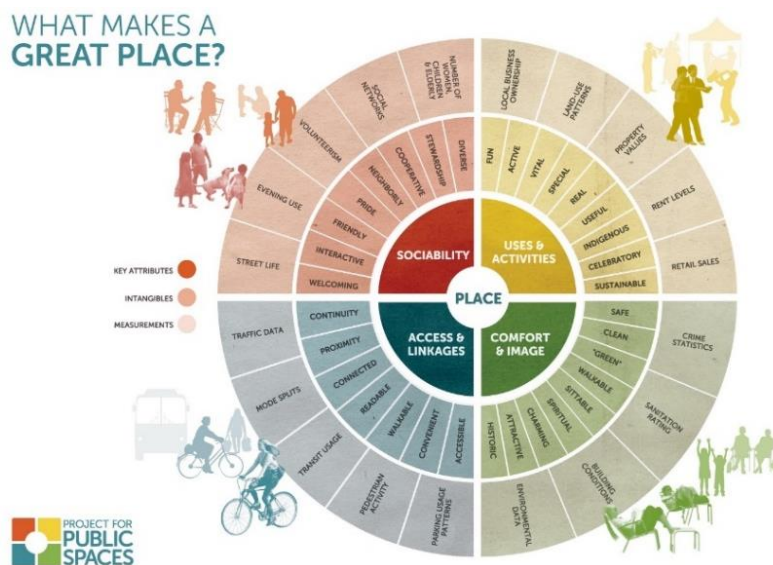 WHAT MAKES A
GREAT PLACE?
KEY ATTRIBUTES
INTANGIBLES
MEASUREMENTS
PLACE
SOCIABILITY
WELCOMING
INTERACTIVE
FRIENDLY
PRIDE
NEIGHBORLY
COOPERATIVE
STEWARDSHIP
DIVERSE
STREET LIFE
EVENING USE
VOLUNTEERISM
SOCIAL
NETWORKS
NUMBER OF
WOMEN,
CHILDREN
& ELDERLY
USES &
ACTIVITIES
FUN
ACTIVE
VITAL
SPECIAL
REAL
USEFUL
INDIGENOUS
CELEBRATORY
SUSTAINABLE
LOCAL BUSINESS
OWNERSHIP
LAND-USE
PATTERNS
PROPERTY
VALUES
RENT LEVELS
RETAIL SALES
ACCESS &
LINKAGES
CONTINUITY
PROXIMITY
CONNECTED
READABLE
WALKABLE
CONVENIENT
ACCESSIBLE
TRAFFIC DATA
MODE SPLITS
TRANSIT USAGE
PEDESTRIAN
ACTIVITY
PARKING USAGE
PATTERNS
COMFORT
& IMAGE
SAFE
CLEAN
"GREEN"
WALKABLE
SITTABLE
SPIRITUAL
CHARMING
ATTRACTIVE
HISTORIC
CRIME
STATISTICS
SANITATION
RATING
BUILDING
CONDITIONS
ENVIRONMENTAL
DATA
PROJECT FOR
PUBLIC
SPACES